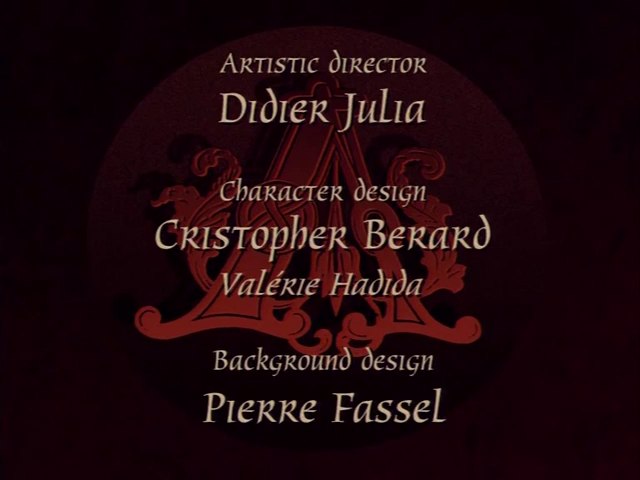 Artistic director
Didier Julia
Character design
Cristopher Berard
Valérie Hadida
Background design
Pierre Fassel